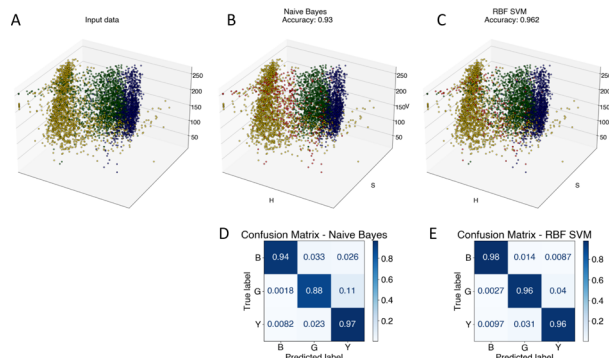 A
Input data
250
200
150
100
50
B
Naive Bayes
Accuracy: 0.93
250
200
150
100
50
V
S
H
C
RBF SVM
Accuracy: 0.962
250
200
150
100
50
S
H
D
Confusion Matrix - Naive Bayes
True label
B 0.94 0.033 0.026
G 0.0018 0.88 0.11
Y 0.0082 0.023 0.97
B G Y
Predicted label
0.8
0.6
0.4
0.2
E
Confusion Matrix - RBF SVM
True label
B 0.98 0.014 0.0087
G 0.0027 0.96 0.04
Y 0.0097 0.031 0.96
B G Y
Predicted label
0.8
0.6
0.4
0.2